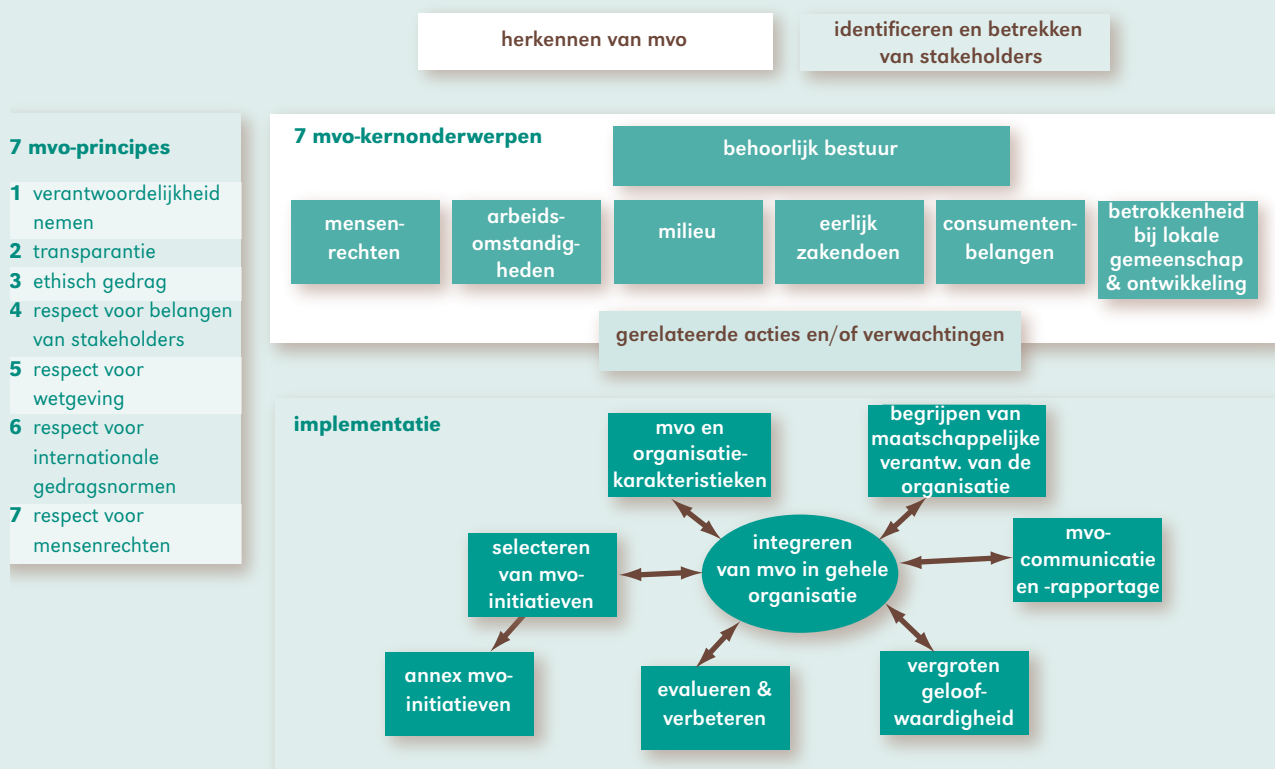 herkennen van mvo
identificeren en betrekken
van stakeholders
7 mvo-principes
1 verantwoordelijkheid
nemen
2 transparantie
3 ethisch gedrag
4 respect voor belangen
van stakeholders
5 respect voor
wetgeving
6 respect voor
internationale
gedragsnormen
7 respect voor
mensenrechten
7 mvo-kernonderwerpen
behoorlijk bestuur
mensen-
rechten
arbeids-
omstandig-
heden
milieu
eerlijk
zakendoen
consumenten-
belangen
betrokkenheid
bij lokale
gemeenschap
& ontwikkeling
gerelateerde acties en/of verwachtingen
implementatie
mvo en
organisatie-
karakteristieken
begrijpen van
maatschappelijke
verantw. van de
organisatie
selecteren
van mvo-
initiatieven
integreren
van mvo in gehele
organisatie
mvo-
communicatie
en -rapportage
annex mvo-
initiatieven
evalueren &
verbeteren
vergroten
geloof-
waardigheid